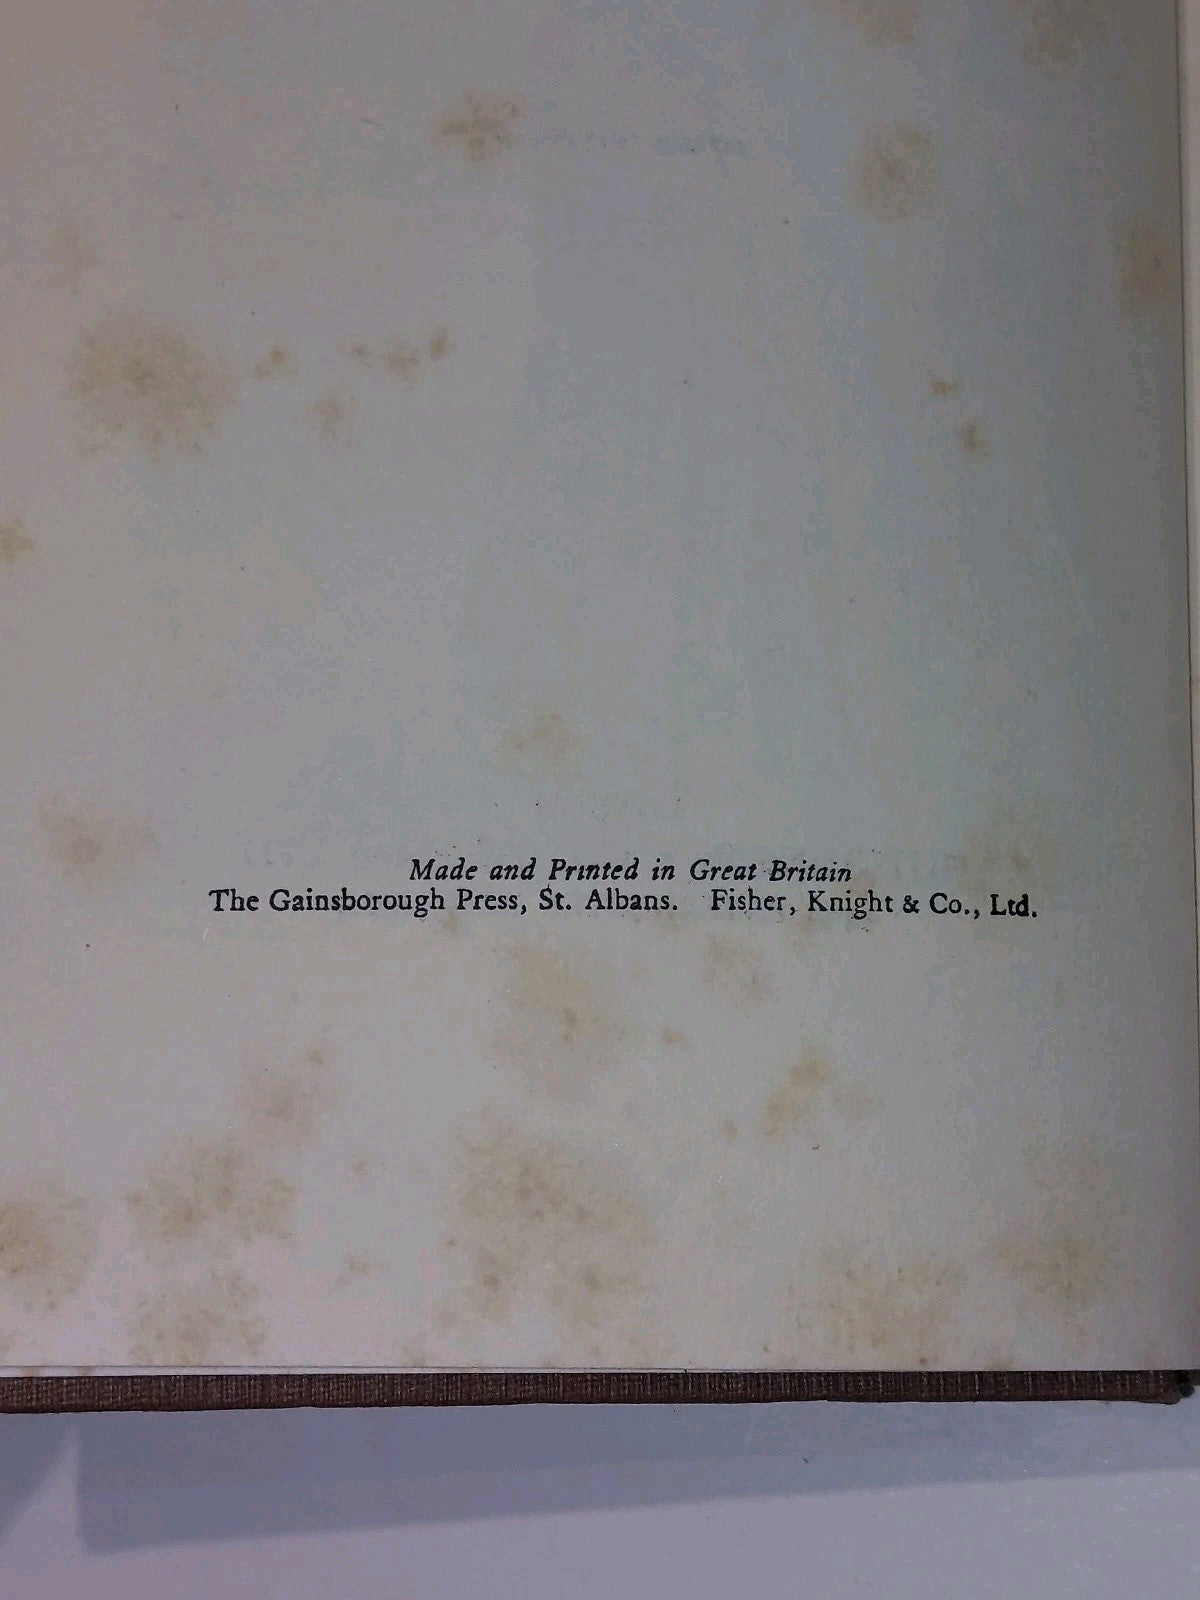 Made and Printed in Great Britain
The Gainsborough Press, St. Albans. Fisher, Knight & Co., Ltd.